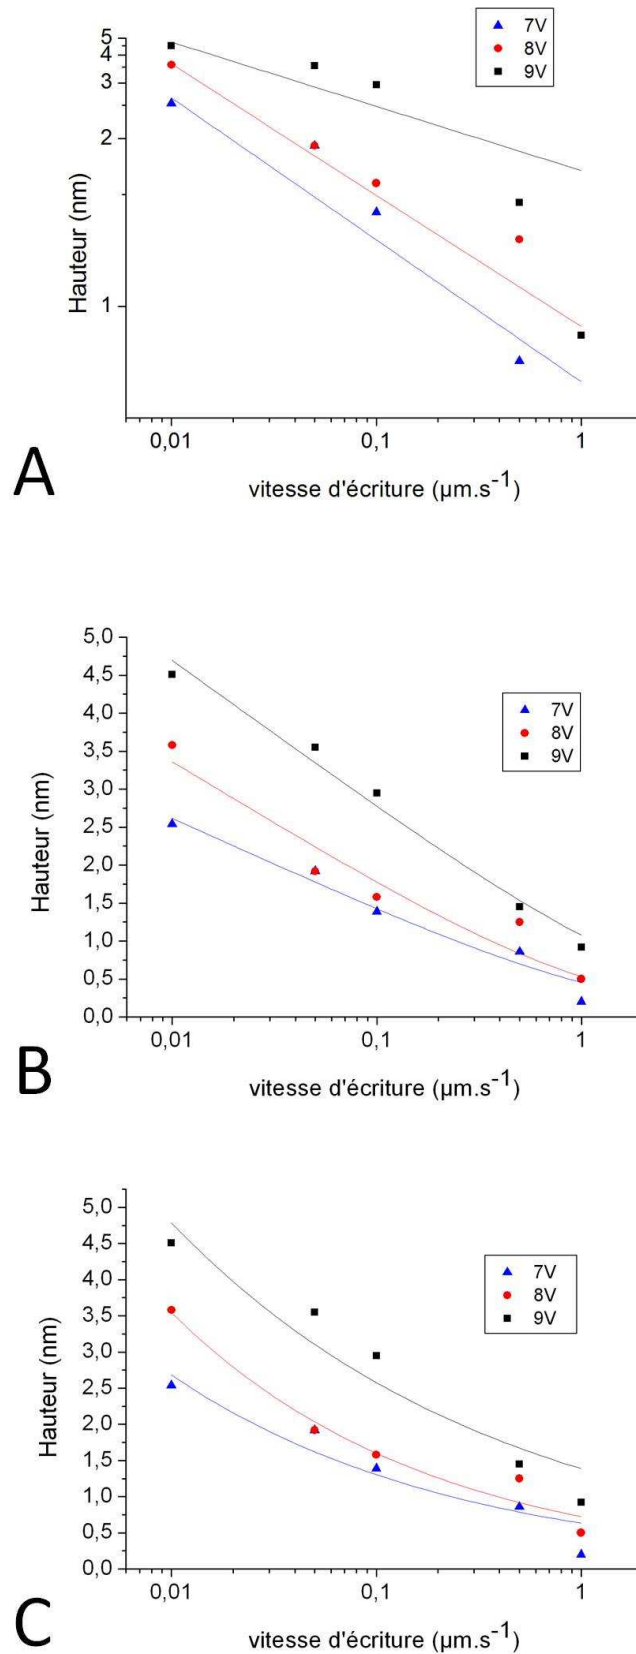 5
4
3
2
1
Hauteur (nm)
7V
8V
9V
0,01 0,1 1
vitesse d'écriture (µm.s-1)
A
5,0
4,5
4,0
3,5
3,0
2,5
2,0
1,5
1,0
0,5
0,0
Hauteur (nm)
7V
8V
9V
0,01 0,1 1
vitesse d'écriture (µm.s-1)
B
5,0
4,5
4,0
3,5
3,0
2,5
2,0
1,5
1,0
0,5
0,0
Hauteur (nm)
7V
8V
9V
0,01 0,1 1
vitesse d'écriture (µm.s-1)
C